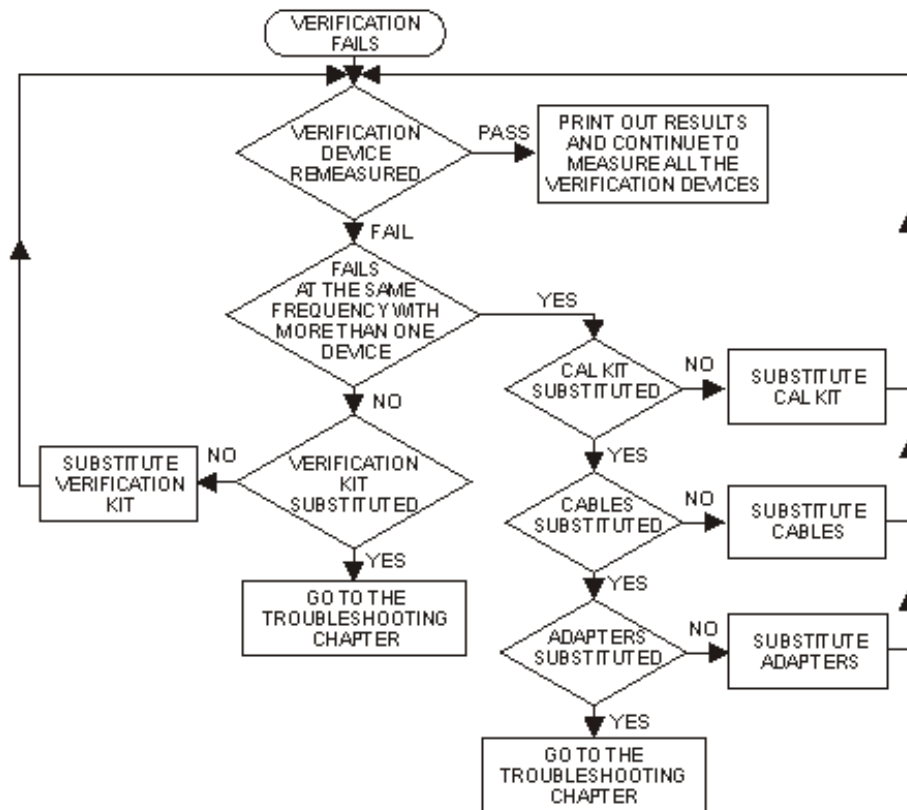 VERIFICATION
FAILS
VERIFICATION
DEVICE
REMEASURED
PASS
PRINT OUT RESULTS
AND CONTINUE TO
MEASURE ALL THE
VERIFICATION DEVICES
FAIL
FAILS
AT THE SAME
FREQUENCY WITH
MORE THAN ONE
DEVICE
YES
CAL KIT
SUBSTITUTED
NO
SUBSTITUTE
CAL KIT
NO
VERIFICATION
KIT
SUBSTITUTED
NO
SUBSTITUTE
VERIFICATION
KIT
YES
CABLES
SUBSTITUTED
NO
SUBSTITUTE
CABLES
YES
GO TO THE
TROUBLESHOOTING
CHAPTER
YES
ADAPTERS
SUBSTITUTED
NO
SUBSTITUTE
ADAPTERS
YES
GO TO THE
TROUBLESHOOTING
CHAPTER